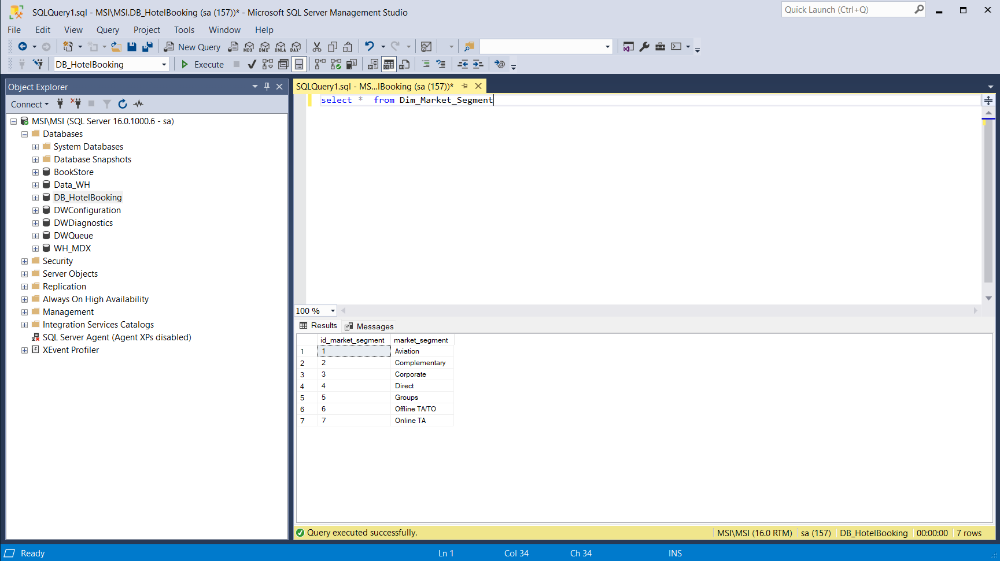 SQLQuery1.sql - MSI\MSI.DB_HotelBooking (sa (157))* - Microsoft SQL Server Management Studio
Quick Launch (Ctrl+Q)
File Edit View Query Project Tools Window Help
New Query MDX DMX XMLA DAX
DB_HotelBooking Execute
Object Explorer
Connect
MSI\MSI (SQL Server 16.0.1000.6 - sa)
Databases
System Databases
Database Snapshots
BookStore
Data_WH
DB_HotelBooking
DWConfiguration
DWDiagnostics
DWQueue
WH_MDX
Security
Server Objects
Replication
Always On High Availability
Management
Integration Services Catalogs
SQL Server Agent (Agent XPs disabled)
XEvent Profiler
SQLQuery1.sql - MS...lBooking (sa (157))*
select *  from Dim_Market_Segment
100 %
Results Messages
id_market_segment market_segment
1 1 Aviation
2 2 Complementary
3 3 Corporate
4 4 Direct
5 5 Groups
6 6 Offline TA/TO
7 7 Online TA
Query executed successfully. MSI\MSI (16.0 RTM) sa (157) DB_HotelBooking 00:00:00 7 rows
Ready Ln 1 Col 34 Ch 34 INS